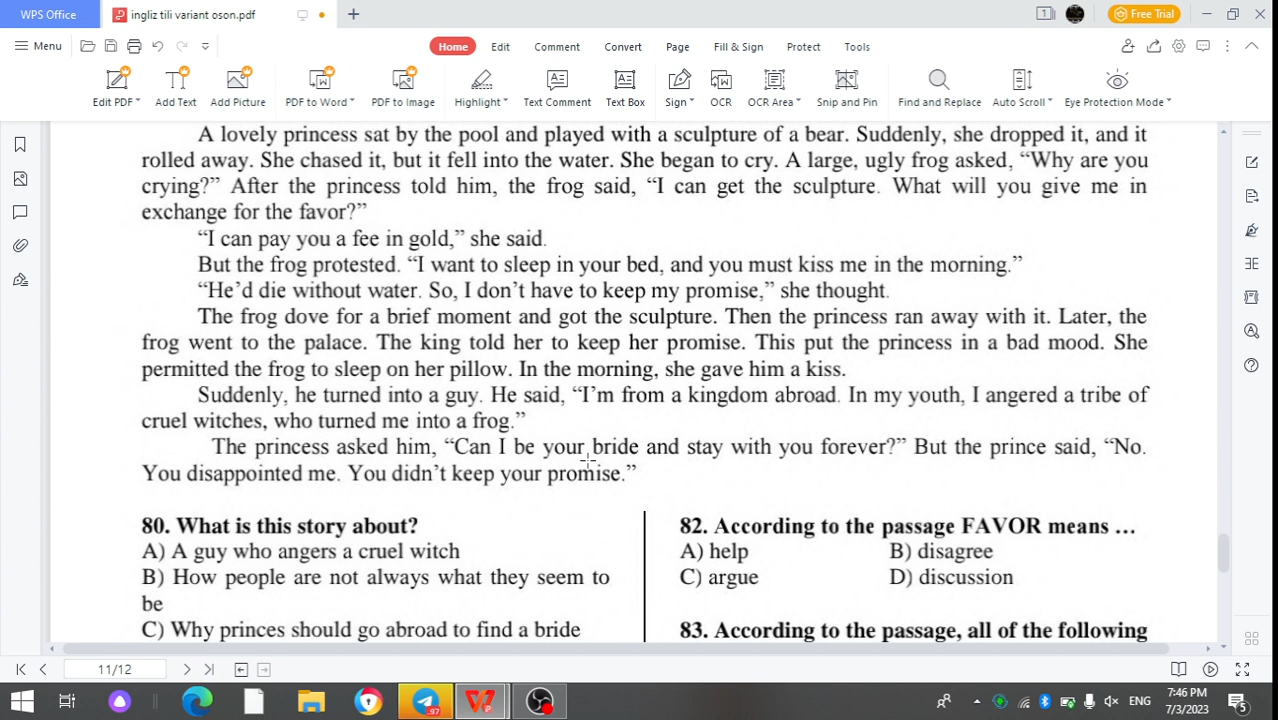 WPS Office
ingliz tili variant oson.pdf
Free Trial
Menu
Home Edit Comment Convert Page Fill & Sign Protect Tools
Edit PDF Add Text Add Picture PDF to Word PDF to Image Highlight Text Comment Text Box Sign OCR OCR Area Snip and Pin Find and Replace Auto Scroll Eye Protection Mode
A lovely princess sat by the pool and played with a sculpture of a bear. Suddenly, she dropped it, and it
rolled away. She chased it, but it fell into the water. She began to cry. A large, ugly frog asked, “Why are you
crying?” After the princess told him, the frog said, “I can get the sculpture. What will you give me in
exchange for the favor?”
“I can pay you a fee in gold,” she said.
But the frog protested. “I want to sleep in your bed, and you must kiss me in the morning.”
“He’d die without water. So, I don’t have to keep my promise,” she thought.
The frog dove for a brief moment and got the sculpture. Then the princess ran away with it. Later, the
frog went to the palace. The king told her to keep her promise. This put the princess in a bad mood. She
permitted the frog to sleep on her pillow. In the morning, she gave him a kiss.
Suddenly, he turned into a guy. He said, “I’m from a kingdom abroad. In my youth, I angered a tribe of
cruel witches, who turned me into a frog.”
The princess asked him, “Can I be your bride and stay with you forever?” But the prince said, “No.
You disappointed me. You didn’t keep your promise.”
80. What is this story about?
A) A guy who angers a cruel witch
B) How people are not always what they seem to
be
C) Why princes should go abroad to find a bride
82. According to the passage FAVOR means …
A) help B) disagree
C) argue D) discussion
83. According to the passage, all of the following
11/12
97
ENG
7:46 PM
7/3/2023
5